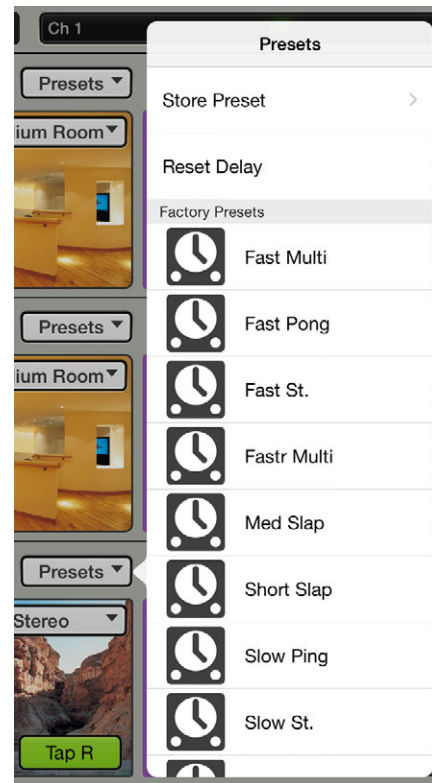 Ch 1
Presets
Presets
Store Preset
ium Room
Reset Delay
Factory Presets
Fast Multi
Presets
Fast Pong
ium Room
Fast St.
Fastr Multi
Med Slap
Presets
Short Slap
Stereo
Slow Ping
Slow St.
Tap R